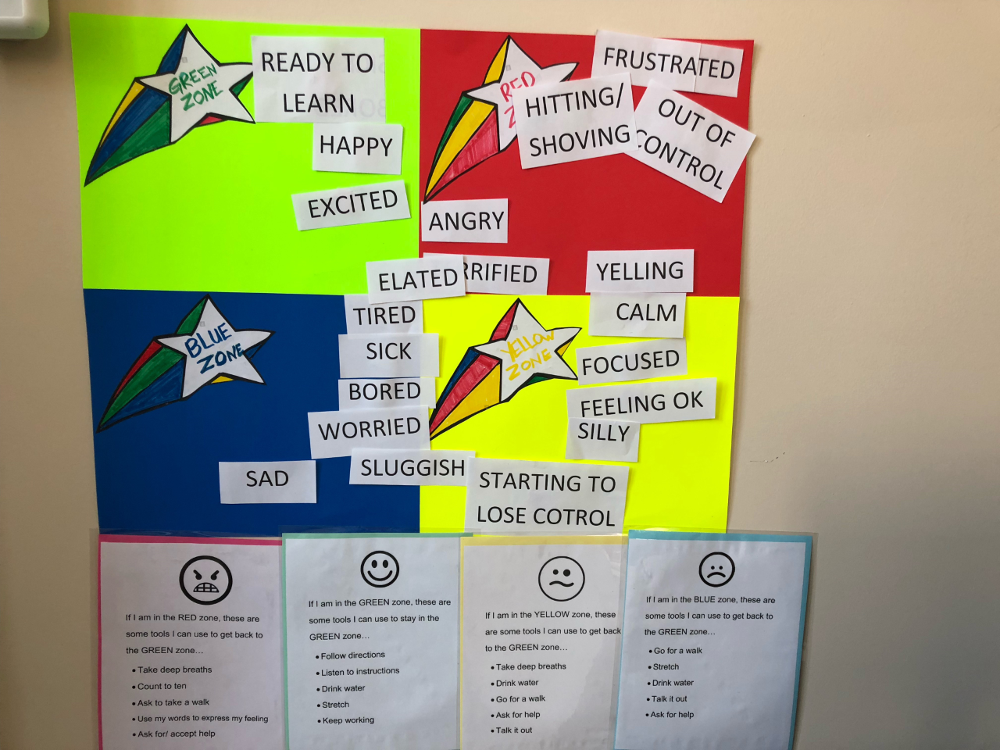 GREEN
ZONE
READY TO
LEARN
HAPPY
EXCITED
RED
FRUSTRATED
HITTING/
SHOVING
OUT OF
CONTROL
ANGRY
ELATED
RRIFIED
YELLING
BLUE
ZONE
TIRED
SICK
BORED
WORRIED
SLUGGISH
SAD
YELLOW
ZONE
CALM
FOCUSED
FEELING OK
SILLY
STARTING TO
LOSE COTROL
If I am in the RED zone, these are
some tools I can use to get back to
the GREEN zone…
• Take deep breaths
• Count to ten
• Ask to take a walk
• Use my words to express my feeling
• Ask for/ accept help
If I am in the GREEN zone, these are
some tools I can use to stay in the
GREEN zone…
• Follow directions
• Listen to instructions
• Drink water
• Stretch
• Keep working
If I am in the YELLOW zone, these
are some tools I can use to get back
to the GREEN zone…
• Take deep breaths
• Drink water
• Go for a walk
• Ask for help
• Talk it out
If I am in the BLUE zone, these are
some tools I can use to get back to
the GREEN zone…
• Go for a walk
• Stretch
• Drink water
• Talk it out
• Ask for help